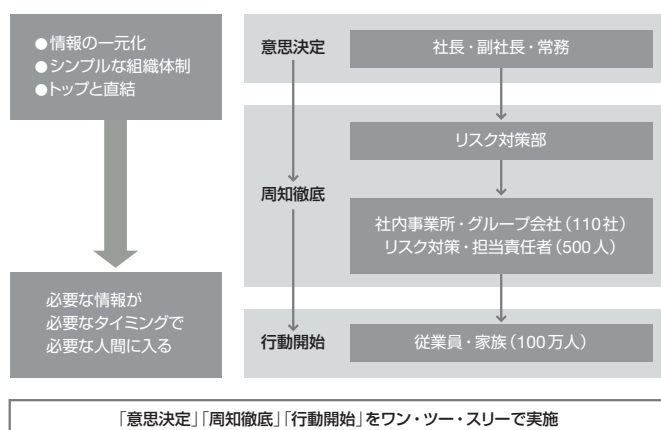 ●情報の一元化
●シンプルな組織体制
●トップと直結
必要な情報が
必要なタイミングで
必要な人間に入る
意思決定
社長・副社長・常務
リスク対策部
周知徹底
社内事業所・グループ会社（110社）
リスク対策・担当責任者（500人）
行動開始
従業員・家族（100万人）
「意思決定」「周知徹底」「行動開始」をワン・ツー・スリーで実施